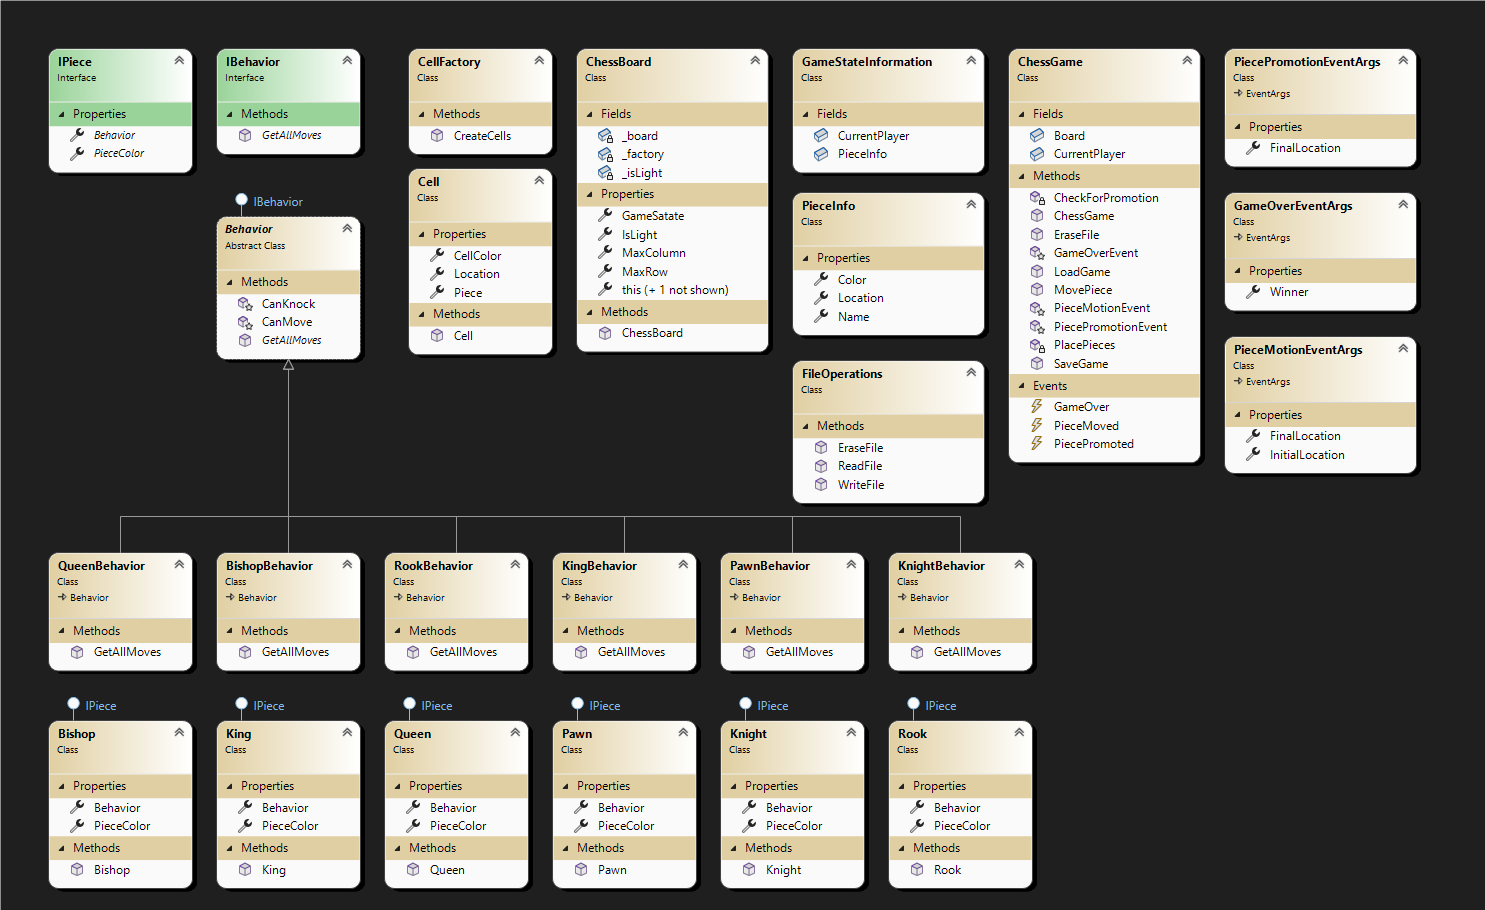 IPiece
Interface
Properties
Behavior
PieceColor
IBehavior
Interface
Methods
GetAllMoves
IBehavior
Behavior
Abstract Class
Methods
CanKnock
CanMove
GetAllMoves
CellFactory
Class
Methods
CreateCells
Cell
Class
Properties
CellColor
Location
Piece
Methods
Cell
ChessBoard
Class
Fields
_board
_factory
_isLight
Properties
GameSatate
IsLight
MaxColumn
MaxRow
this (+ 1 not shown)
Methods
ChessBoard
GameStateInformation
Class
Fields
CurrentPlayer
PieceInfo
PieceInfo
Class
Properties
Color
Location
Name
FileOperations
Class
Methods
EraseFile
ReadFile
WriteFile
ChessGame
Class
Fields
Board
CurrentPlayer
Methods
CheckForPromotion
ChessGame
EraseFile
GameOverEvent
LoadGame
MovePiece
PieceMotionEvent
PiecePromotionEvent
PlacePieces
SaveGame
Events
GameOver
PieceMoved
PiecePromoted
PiecePromotionEventArgs
Class
EventArgs
Properties
FinalLocation
GameOverEventArgs
Class
EventArgs
Properties
Winner
PieceMotionEventArgs
Class
EventArgs
Properties
FinalLocation
InitialLocation
QueenBehavior
Class
Behavior
Methods
GetAllMoves
BishopBehavior
Class
Behavior
Methods
GetAllMoves
RookBehavior
Class
Behavior
Methods
GetAllMoves
KingBehavior
Class
Behavior
Methods
GetAllMoves
PawnBehavior
Class
Behavior
Methods
GetAllMoves
KnightBehavior
Class
Behavior
Methods
GetAllMoves
IPiece
Bishop
Class
Properties
Behavior
PieceColor
Methods
Bishop
IPiece
King
Class
Properties
Behavior
PieceColor
Methods
King
IPiece
Queen
Class
Properties
Behavior
PieceColor
Methods
Queen
IPiece
Pawn
Class
Properties
Behavior
PieceColor
Methods
Pawn
IPiece
Knight
Class
Properties
Behavior
PieceColor
Methods
Knight
IPiece
Rook
Class
Properties
Behavior
PieceColor
Methods
Rook